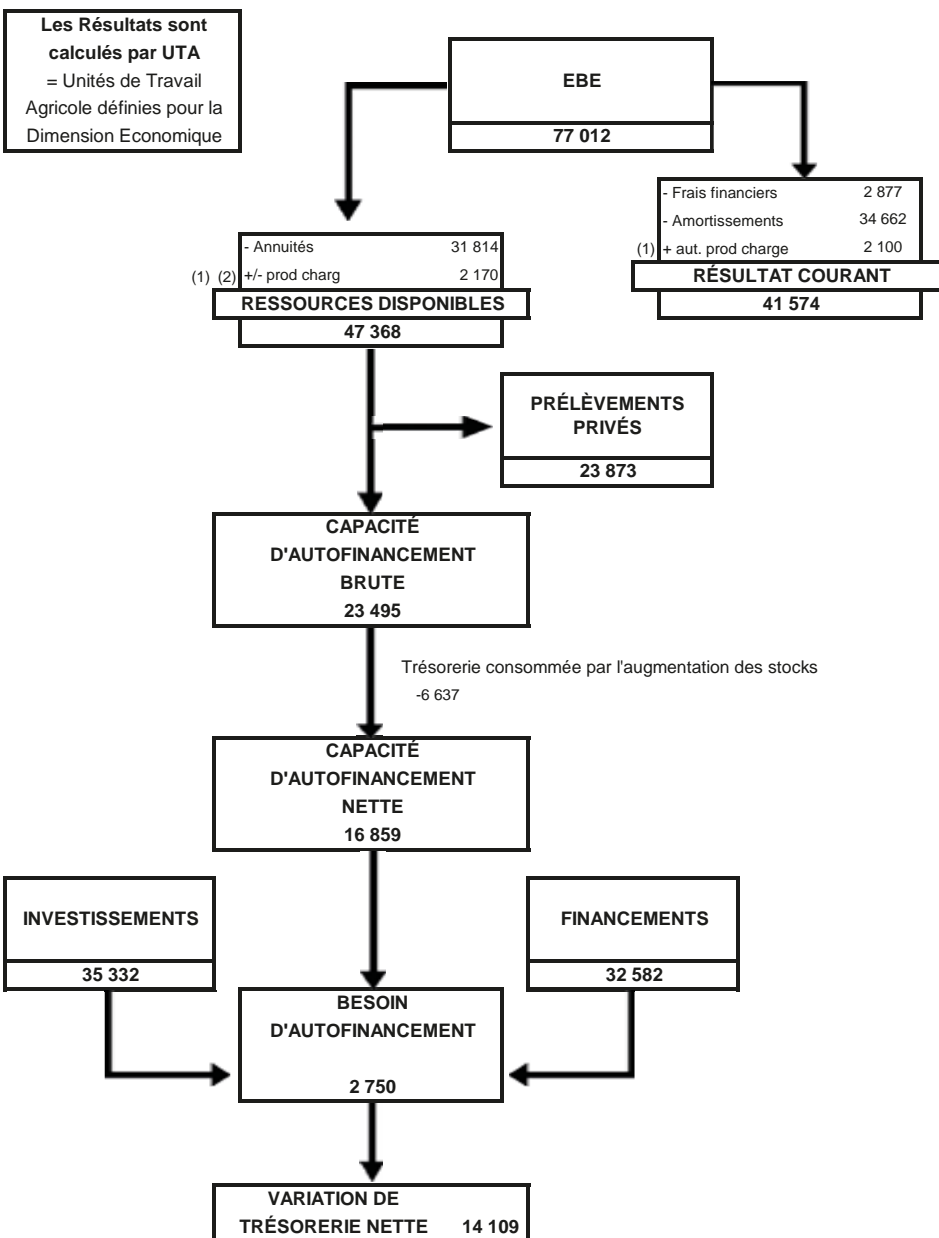 Les Résultats sont
calculés par UTA
= Unités de Travail
Agricole définies pour la
Dimension Economique
EBE
77 012
- Frais financiers 2 877
- Amortissements 34 662
(1) + aut. prod charge 2 100
RÉSULTAT COURANT
41 574
- Annuités 31 814
(1) (2) +/- prod charg 2 170
RESSOURCES DISPONIBLES
47 368
PRÉLÈVEMENTS
PRIVÉS
23 873
CAPACITÉ
D'AUTOFINANCEMENT
BRUTE
23 495
Trésorerie consommée par l'augmentation des stocks
-6 637
CAPACITÉ
D'AUTOFINANCEMENT
NETTE
16 859
INVESTISSEMENTS
35 332
FINANCEMENTS
32 582
BESOIN
D'AUTOFINANCEMENT
2 750
VARIATION DE
TRÉSORERIE NETTE 14 109